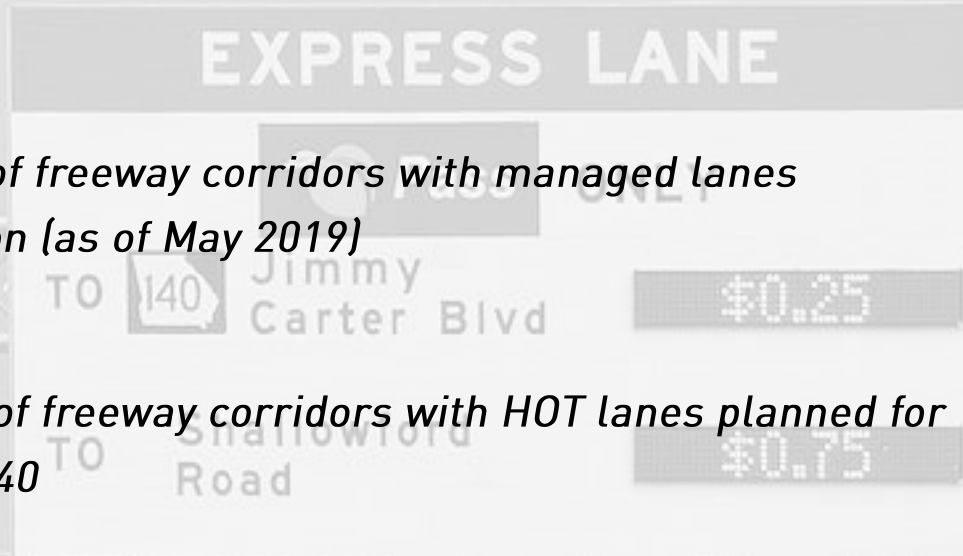 EXPRESS LANE
Pass ONLY
of freeway corridors with managed lanes
on (as of May 2019)
TO 140 Jimmy
Carter Blvd $0.25
of freeway corridors with HOT lanes planned for
40
TO Shallowford $0.75
Road